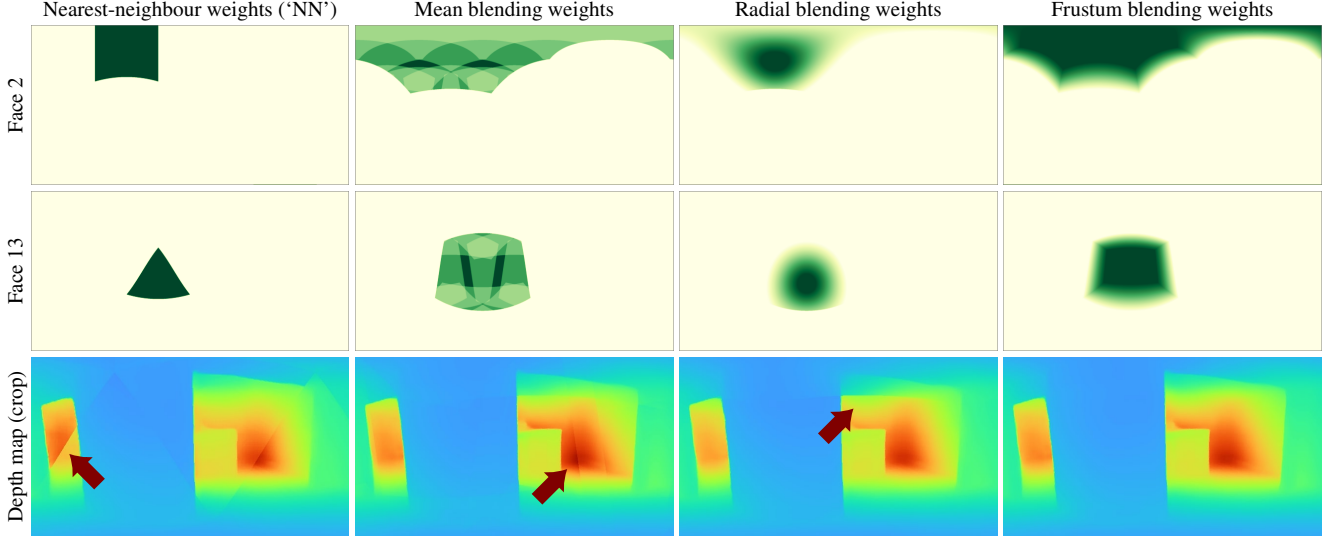 Nearest-neighbour weights (‘NN’)
Mean blending weights
Radial blending weights
Frustum blending weights
Face 2
Face 13
Depth map (crop)